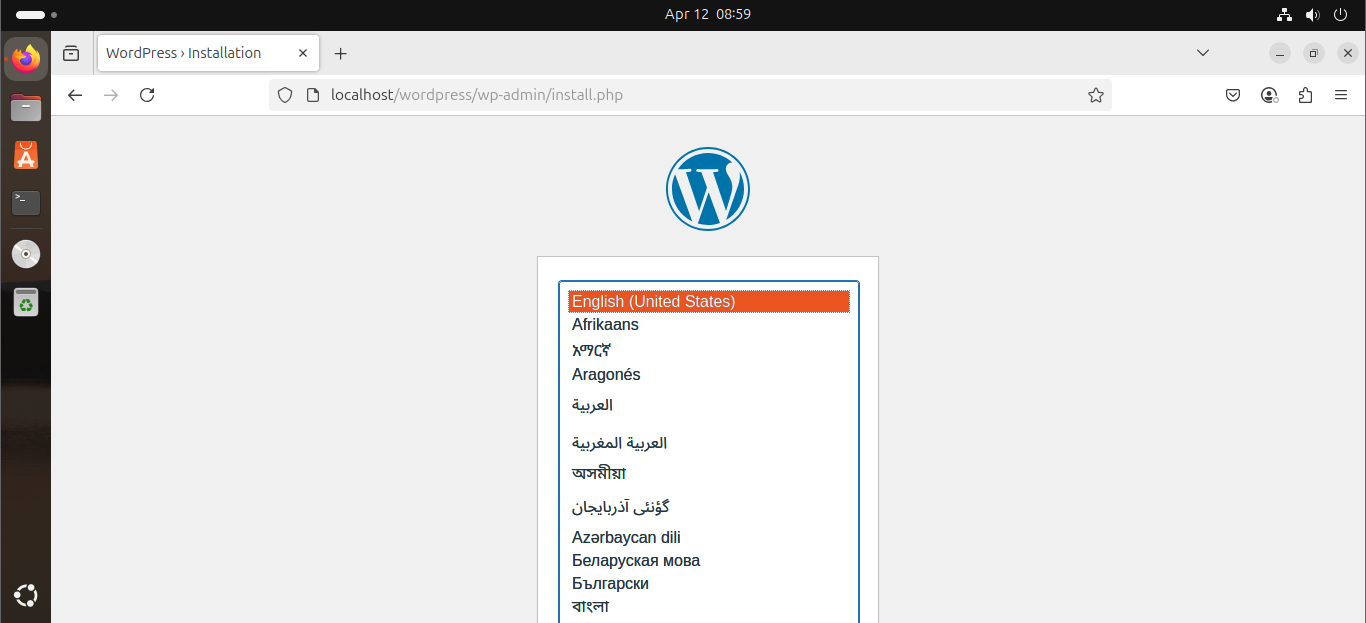 Apr 12 08:59
WordPress › Installation
localhost/wordpress/wp-admin/install.php
English (United States)
Afrikaans
አማርኛ
Aragonés
العربية
العربية المغربية
অসমীয়া
گؤنئی آذربایجان
Azərbaycan dili
Беларуская мова
Български
বাংলা